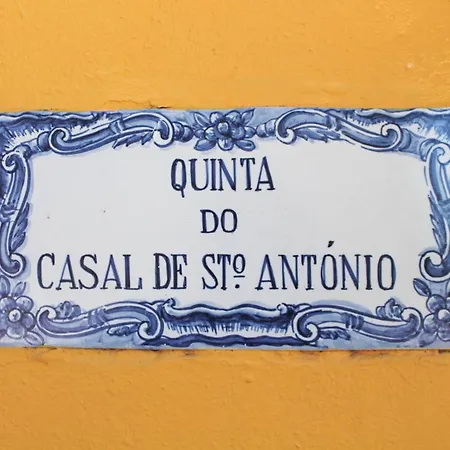 QUINTA
DO
CASAL DE STº. ANTÓNIO